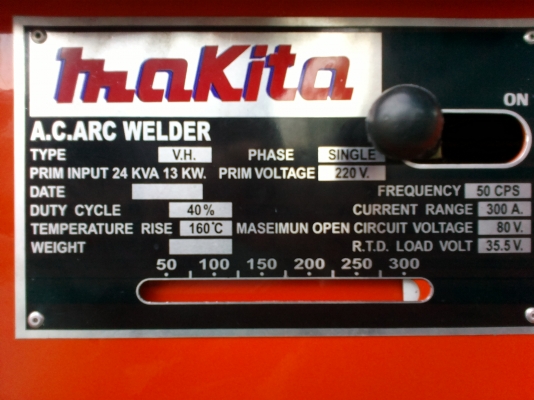 makita
ON
A.C.ARC WELDER
TYPE V.H. PHASE SINGLE
PRIM INPUT 24 KVA 13 KW. PRIM VOLTAGE 220 V.
DATE FREQUENCY 50 CPS
DUTY CYCLE 40% CURRENT RANGE 300 A.
TEMPERATURE RISE 160°C MASEIMUN OPEN CIRCUIT VOLTAGE 80 V.
WEIGHT R.T.D. LOAD VOLT 35.5 V.
50 100 150 200 250 300